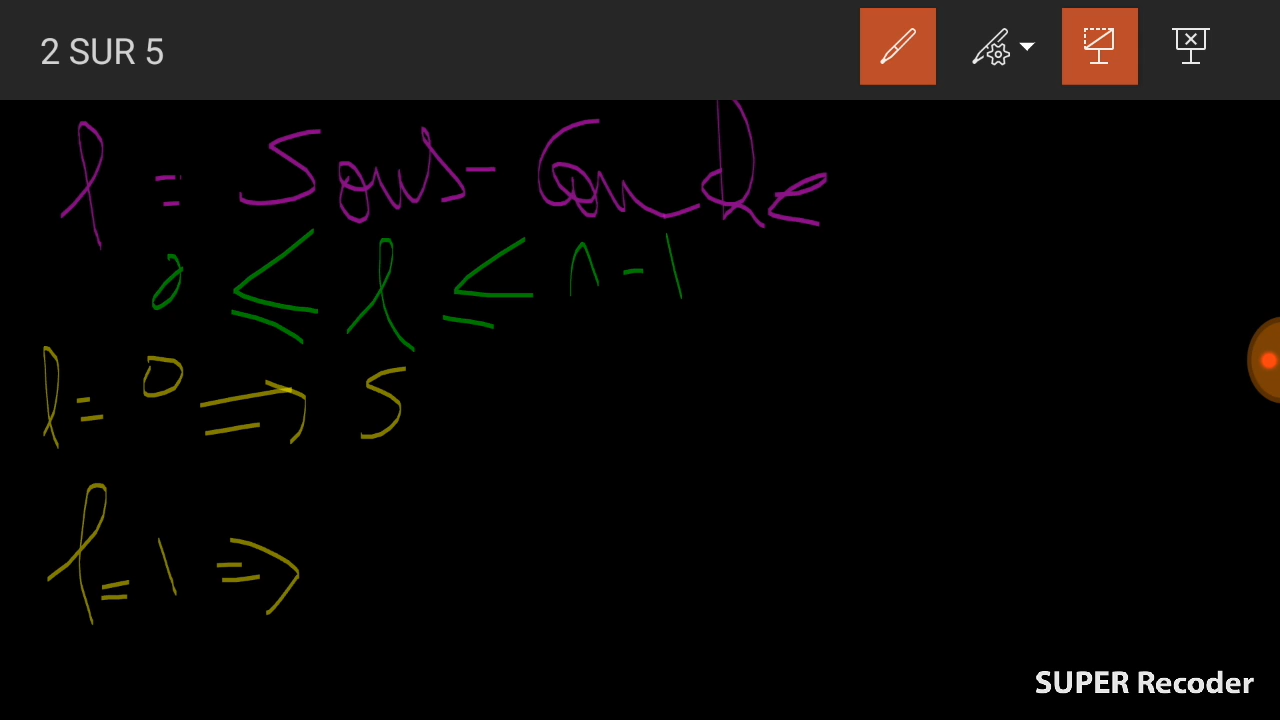 2 SUR 5
l = Sous-Couche
0 ≤ l ≤ n-1
l = 0 => s
l = 1 =>
SUPER Recoder